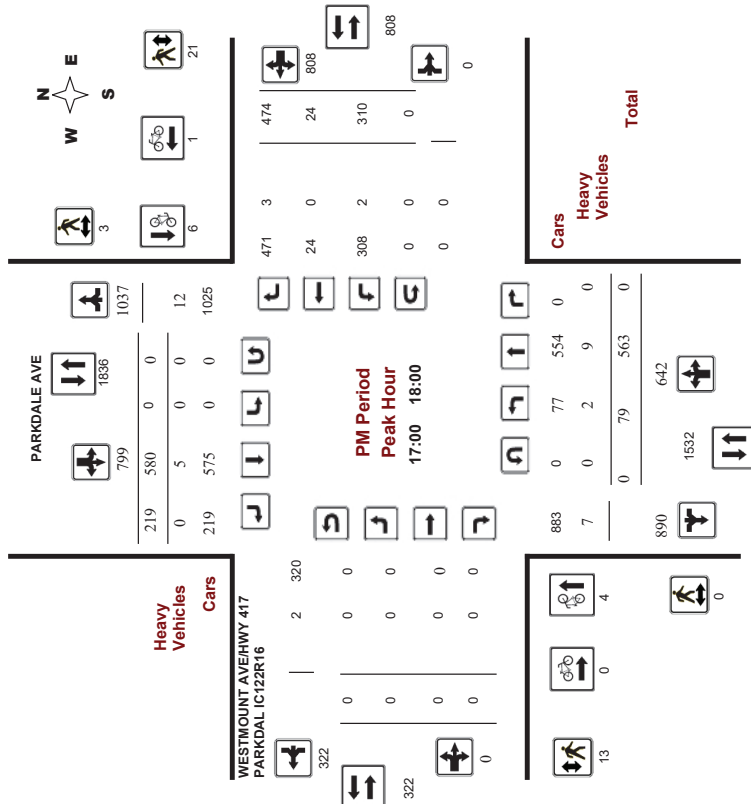 N
W E
S
PARKDALE AVE
1836
799
1037
219 580 0 0
0 5 0 0 12
219 575 0 0 1025
Heavy
Vehicles
Cars
3
21
6
1
808
808
0
471 3 474
24 0 24
308 2 310
0 0 0
0
PM Period
Peak Hour
17:00 18:00
WESTMOUNT AVE/HWY 417
PARKDAL IC122R16
322
2 320
0 0 0
0 0 0
0 0 0
0 0 0
322
0
Cars
Heavy
Vehicles
Total
883 0 77 554 0
7 0 2 9 0
0 79 563 0
890
642
1532
4
0
0
13